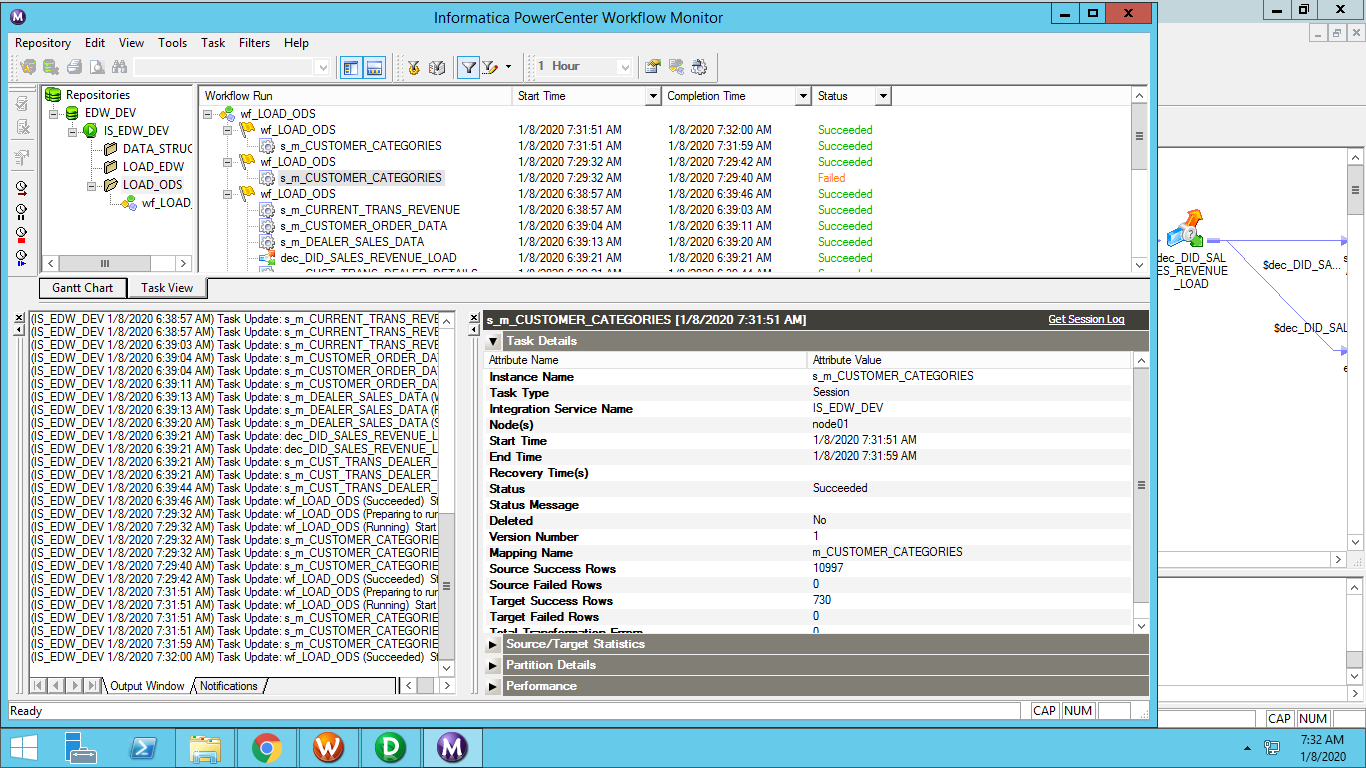 Informatica PowerCenter Workflow Monitor
Repository Edit View Tools Task Filters Help
1 Hour
Repositories
EDW_DEV
IS_EDW_DEV
DATA_STRUC
LOAD_EDW
LOAD_ODS
wf_LOAD_
Workflow Run Start Time Completion Time Status
wf_LOAD_ODS
wf_LOAD_ODS 1/8/2020 7:31:51 AM 1/8/2020 7:32:00 AM Succeeded
s_m_CUSTOMER_CATEGORIES 1/8/2020 7:31:51 AM 1/8/2020 7:31:59 AM Succeeded
wf_LOAD_ODS 1/8/2020 7:29:32 AM 1/8/2020 7:29:42 AM Succeeded
s_m_CUSTOMER_CATEGORIES 1/8/2020 7:29:32 AM 1/8/2020 7:29:40 AM Failed
wf_LOAD_ODS 1/8/2020 6:38:57 AM 1/8/2020 6:39:46 AM Succeeded
s_m_CURRENT_TRANS_REVENUE 1/8/2020 6:38:57 AM 1/8/2020 6:39:03 AM Succeeded
s_m_CUSTOMER_ORDER_DATA 1/8/2020 6:39:04 AM 1/8/2020 6:39:11 AM Succeeded
s_m_DEALER_SALES_DATA 1/8/2020 6:39:13 AM 1/8/2020 6:39:20 AM Succeeded
dec_DID_SALES_REVENUE_LOAD 1/8/2020 6:39:21 AM 1/8/2020 6:39:21 AM Succeeded
s_m_CUST_TRANS_DEALER_DETAILS 1/8/2020 6:39:21 AM 1/8/2020 6:39:44 AM Succeeded
Gantt Chart Task View
(IS_EDW_DEV 1/8/2020 6:38:57 AM) Task Update: s_m_CURRENT_TRANS_REVE
(IS_EDW_DEV 1/8/2020 6:38:57 AM) Task Update: s_m_CURRENT_TRANS_REVE
(IS_EDW_DEV 1/8/2020 6:39:03 AM) Task Update: s_m_CURRENT_TRANS_REVE
(IS_EDW_DEV 1/8/2020 6:39:04 AM) Task Update: s_m_CUSTOMER_ORDER_DA
(IS_EDW_DEV 1/8/2020 6:39:04 AM) Task Update: s_m_CUSTOMER_ORDER_DA
(IS_EDW_DEV 1/8/2020 6:39:11 AM) Task Update: s_m_CUSTOMER_ORDER_DA
(IS_EDW_DEV 1/8/2020 6:39:13 AM) Task Update: s_m_DEALER_SALES_DATA (
(IS_EDW_DEV 1/8/2020 6:39:13 AM) Task Update: s_m_DEALER_SALES_DATA (
(IS_EDW_DEV 1/8/2020 6:39:20 AM) Task Update: s_m_DEALER_SALES_DATA (
(IS_EDW_DEV 1/8/2020 6:39:21 AM) Task Update: dec_DID_SALES_REVENUE_L
(IS_EDW_DEV 1/8/2020 6:39:21 AM) Task Update: dec_DID_SALES_REVENUE_L
(IS_EDW_DEV 1/8/2020 6:39:21 AM) Task Update: s_m_CUST_TRANS_DEALER_
(IS_EDW_DEV 1/8/2020 6:39:21 AM) Task Update: s_m_CUST_TRANS_DEALER_
(IS_EDW_DEV 1/8/2020 6:39:44 AM) Task Update: s_m_CUST_TRANS_DEALER_
(IS_EDW_DEV 1/8/2020 6:39:46 AM) Task Update: wf_LOAD_ODS (Succeeded) St
(IS_EDW_DEV 1/8/2020 7:29:32 AM) Task Update: wf_LOAD_ODS (Preparing to run
(IS_EDW_DEV 1/8/2020 7:29:32 AM) Task Update: wf_LOAD_ODS (Running) Start
(IS_EDW_DEV 1/8/2020 7:29:32 AM) Task Update: s_m_CUSTOMER_CATEGORIE
(IS_EDW_DEV 1/8/2020 7:29:32 AM) Task Update: s_m_CUSTOMER_CATEGORIE
(IS_EDW_DEV 1/8/2020 7:29:40 AM) Task Update: s_m_CUSTOMER_CATEGORIE
(IS_EDW_DEV 1/8/2020 7:29:42 AM) Task Update: wf_LOAD_ODS (Succeeded) St
(IS_EDW_DEV 1/8/2020 7:31:51 AM) Task Update: wf_LOAD_ODS (Preparing to run
(IS_EDW_DEV 1/8/2020 7:31:51 AM) Task Update: wf_LOAD_ODS (Running) Start
(IS_EDW_DEV 1/8/2020 7:31:51 AM) Task Update: s_m_CUSTOMER_CATEGORIE
(IS_EDW_DEV 1/8/2020 7:31:51 AM) Task Update: s_m_CUSTOMER_CATEGORIE
(IS_EDW_DEV 1/8/2020 7:31:59 AM) Task Update: s_m_CUSTOMER_CATEGORIE
(IS_EDW_DEV 1/8/2020 7:32:00 AM) Task Update: wf_LOAD_ODS (Succeeded) St
Output Window Notifications
s_m_CUSTOMER_CATEGORIES [1/8/2020 7:31:51 AM] Get Session Log
Task Details
Attribute Name Attribute Value
Instance Name s_m_CUSTOMER_CATEGORIES
Task Type Session
Integration Service Name IS_EDW_DEV
Node(s) node01
Start Time 1/8/2020 7:31:51 AM
End Time 1/8/2020 7:31:59 AM
Recovery Time(s)
Status Succeeded
Status Message
Deleted No
Version Number 1
Mapping Name m_CUSTOMER_CATEGORIES
Source Success Rows 10997
Source Failed Rows 0
Target Success Rows 730
Target Failed Rows 0
Total Transformation Errors 0
Source/Target Statistics
Partition Details
Performance
Ready CAP NUM
dec_DID_SAL
ES_REVENUE
_LOAD
$dec_DID_SA...
$dec_DID_SAL
CAP NUM
7:32 AM
1/8/2020